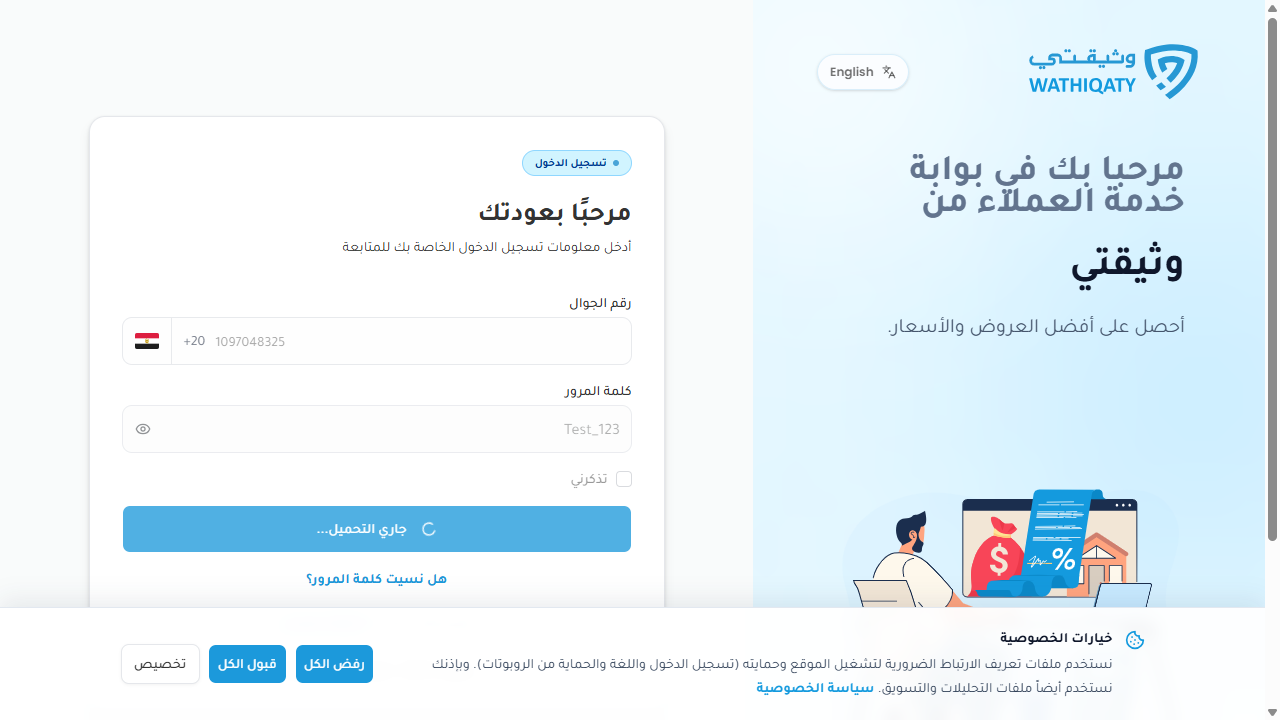 وثيقتي
WATHIQATY
English
مرحبا بك في بوابة
خدمة العملاء من
وثيقتي
أحصل على أفضل العروض والأسعار.
%
$
تسجيل الدخول
مرحبًا بعودتك
أدخل معلومات تسجيل الدخول الخاصة بك للمتابعة
رقم الجوال
+20 1097048325
كلمة المرور
Test_123
تذكرني
جاري التحميل...
هل نسيت كلمة المرور؟
خيارات الخصوصية
نستخدم ملفات تعريف الارتباط الضرورية لتشغيل الموقع وحمايته (تسجيل الدخول واللغة والحماية من الروبوتات). وبإذنك
نستخدم أيضاً ملفات التحليلات والتسويق. سياسة الخصوصية
رفض الكل
قبول الكل
تخصيص